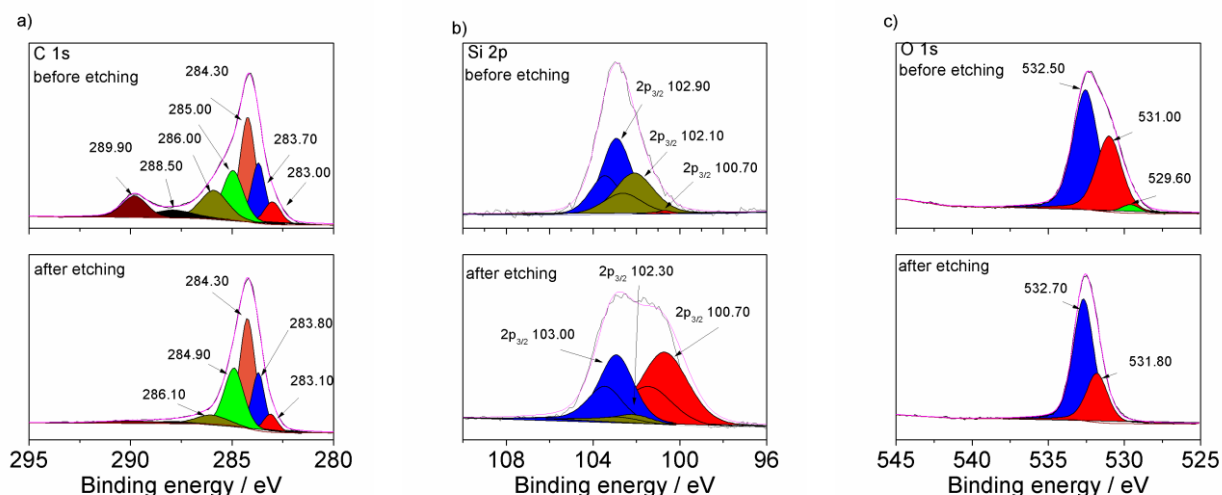 a)
C 1s
before etching
284.30
285.00
286.00
289.90
288.50
283.70
283.00
after etching
284.30
284.90
286.10
283.80
283.10
295 290 285 280
Binding energy / eV
b)
Si 2p
before etching
2p3/2 102.90
2p3/2 102.10
2p3/2 100.70
after etching
2p3/2 102.30
2p3/2 100.70
2p3/2 103.00
108 104 100 96
Binding energy / eV
c)
O 1s
before etching
532.50
531.00
529.60
after etching
532.70
531.80
545 540 535 530 525
Binding energy / eV